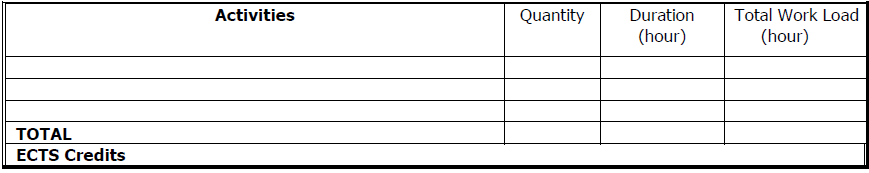 Activities Quantity Duration Total Work Load
(hour) (hour)
TOTAL
ECTS Credits